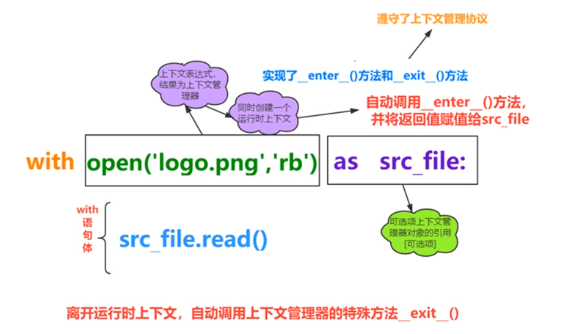 遵守了上下文管理协议
上下文表达式，
结果为上下文管
理器
实现了__enter__()方法和__exit__()方法
同时创建一个
运行时上下文
自动调用__enter__()方法，
并将返回值赋值给src_file
with open('logo.png','rb') as src_file:
with
语
句
体
src_file.read()
可选项上下文管
理器对象的引用
[可选项]
离开运行时上下文，自动调用上下文管理器的特殊方法__exit__()